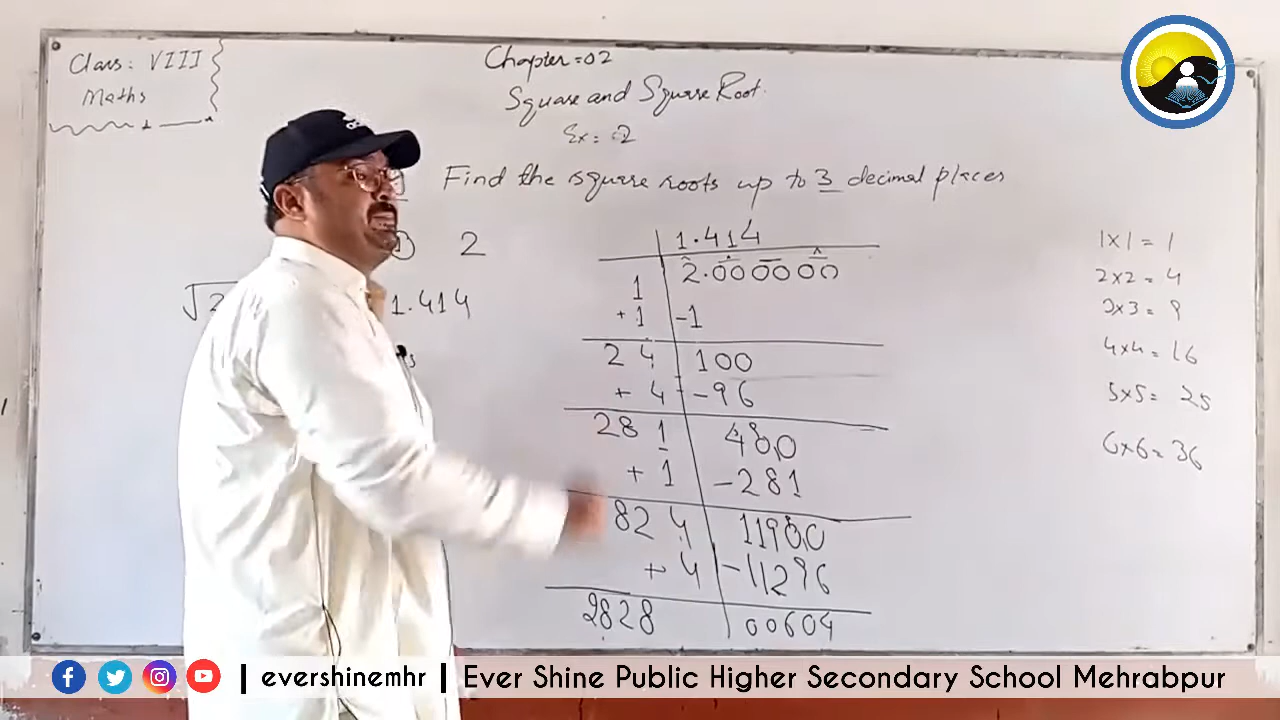 Class: VIII
Maths
Chapter = 02
Square and Square Root.
Ex = 02
Find the square roots up to 3 decimal places
2
√2
1.414
1.414
2.000000
1
+1 -1
24 100
+4 -96
281 4800
+1 -281
824 11900
+4 -11296
2828 00604
1x1 = 1
2x2 = 4
3x3 = 9
4x4 = 16
5x5 = 25
6x6 = 36
| evershinemhr | Ever Shine Public Higher Secondary School Mehrabpur